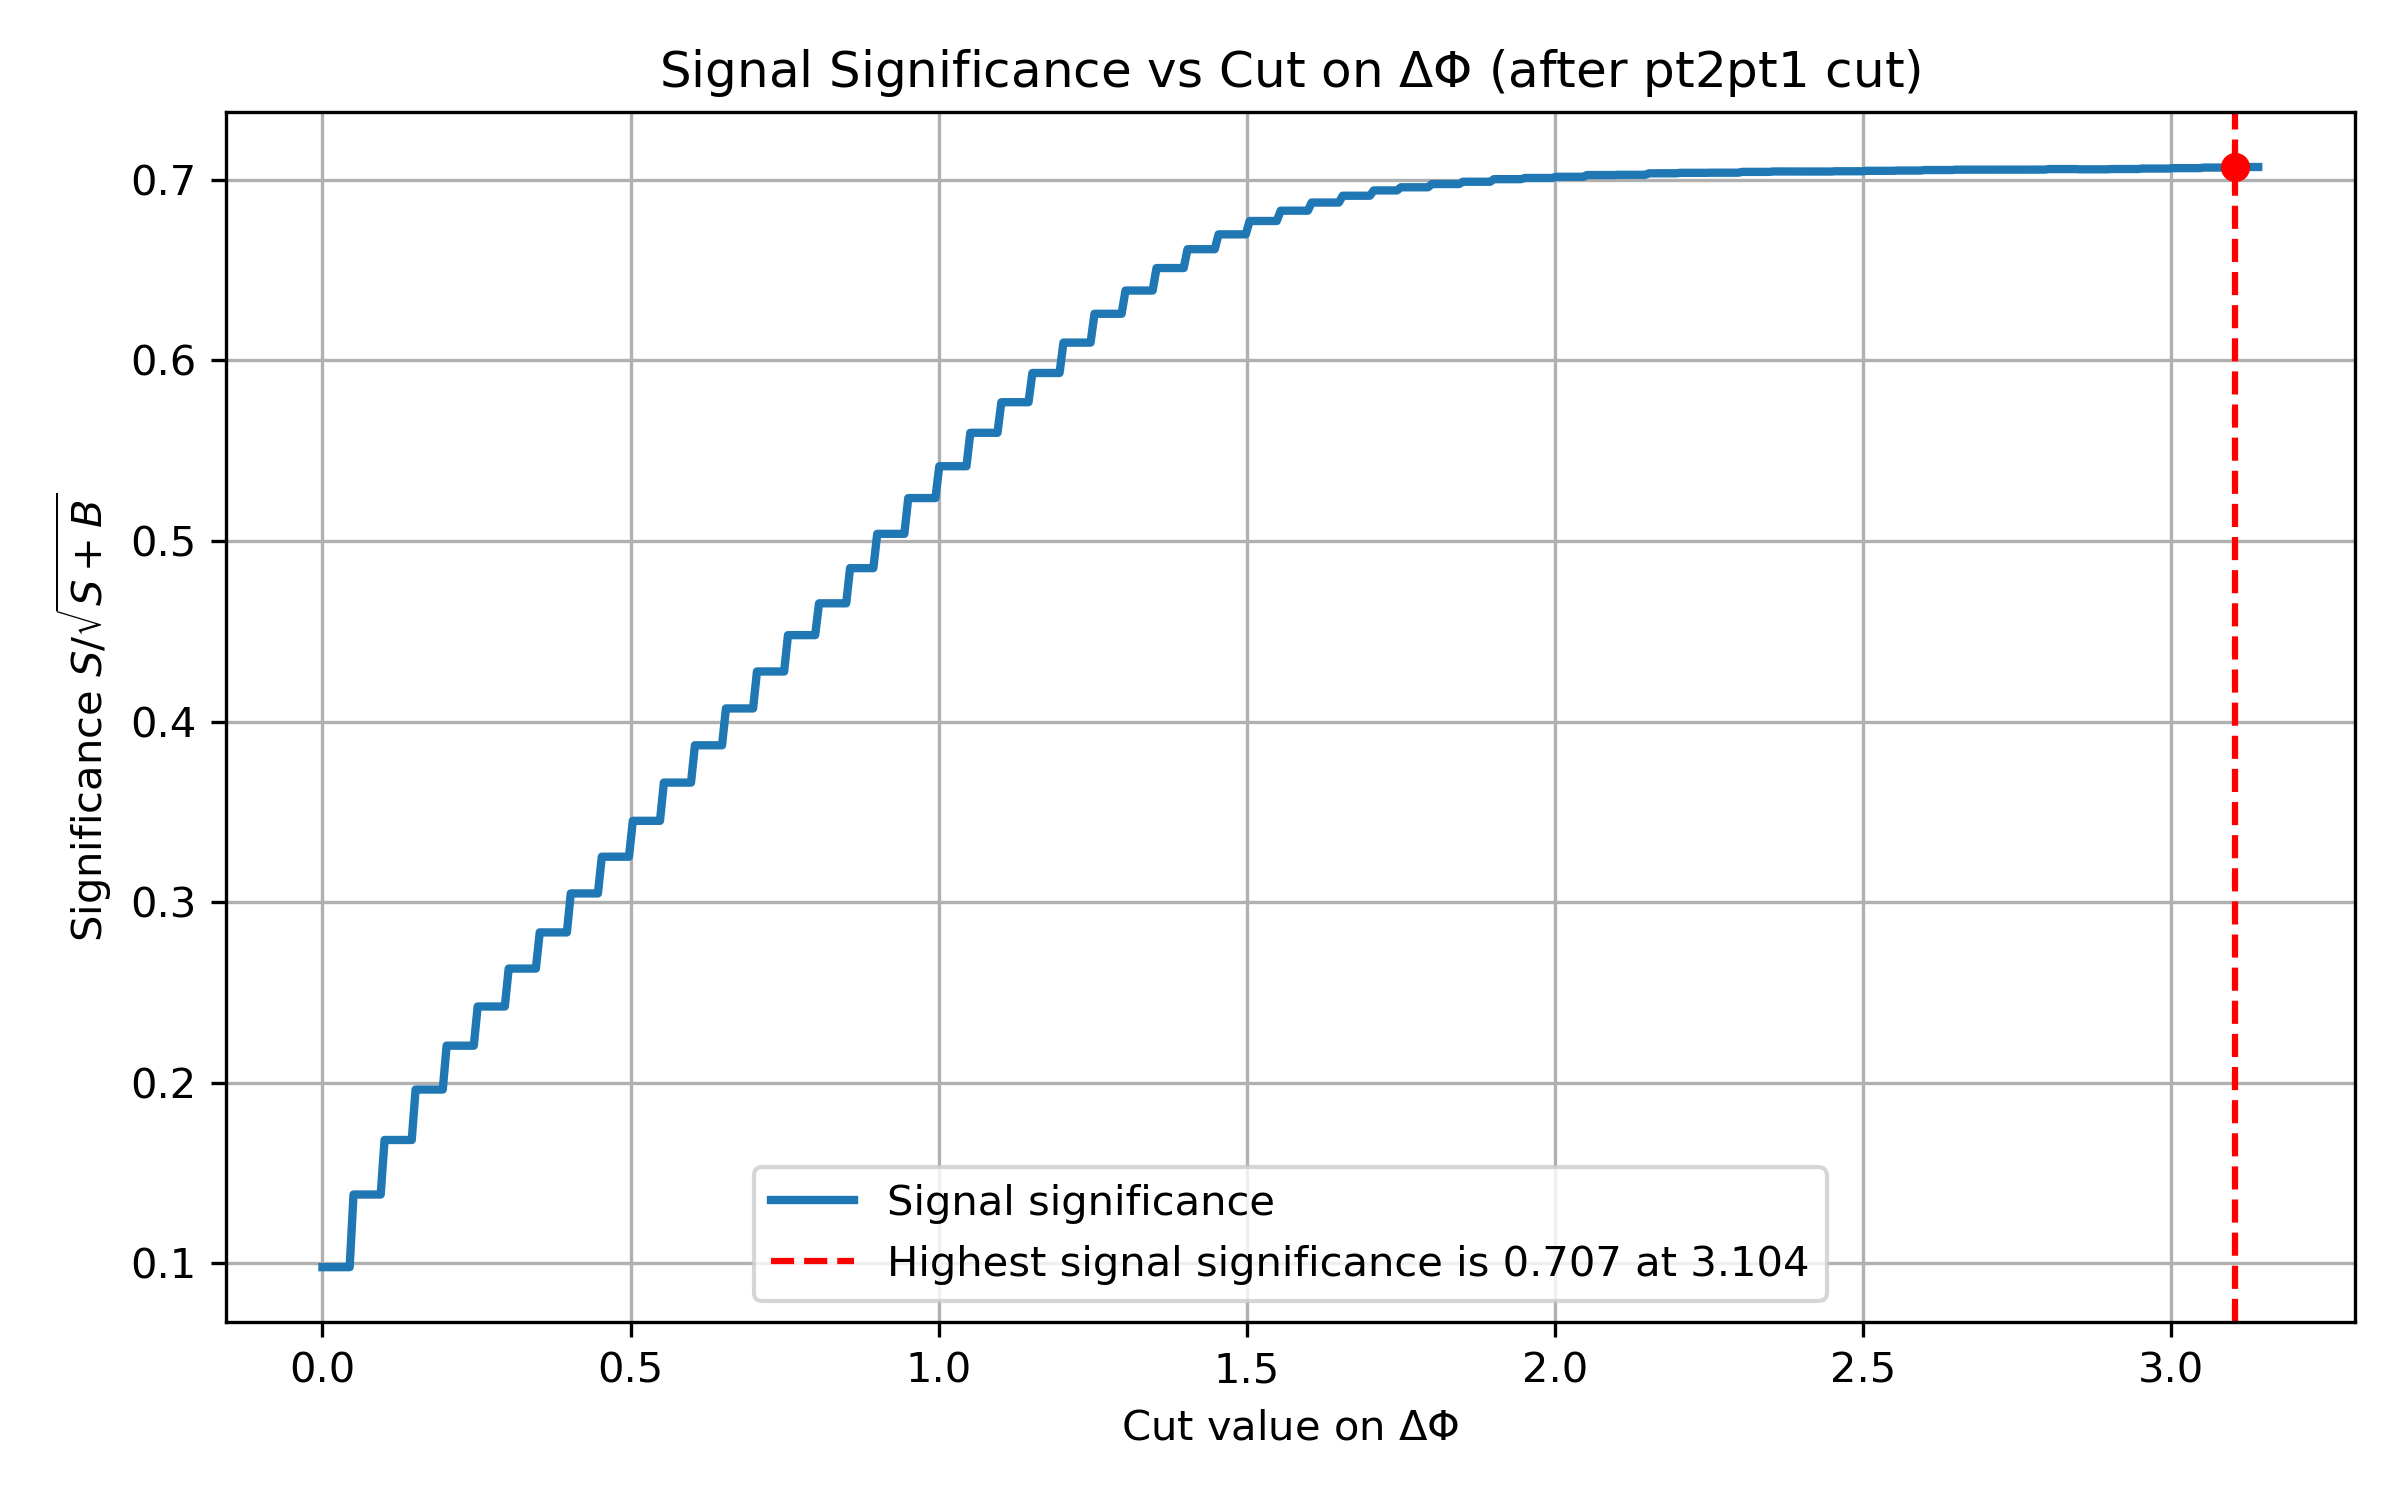 Signal Significance vs Cut on ΔΦ (after pt2pt1 cut)
Significance S/√S + B
0.7
0.6
0.5
0.4
0.3
0.2
0.1
Signal significance
Highest signal significance is 0.707 at 3.104
0.0 0.5 1.0 1.5 2.0 2.5 3.0
Cut value on ΔΦ